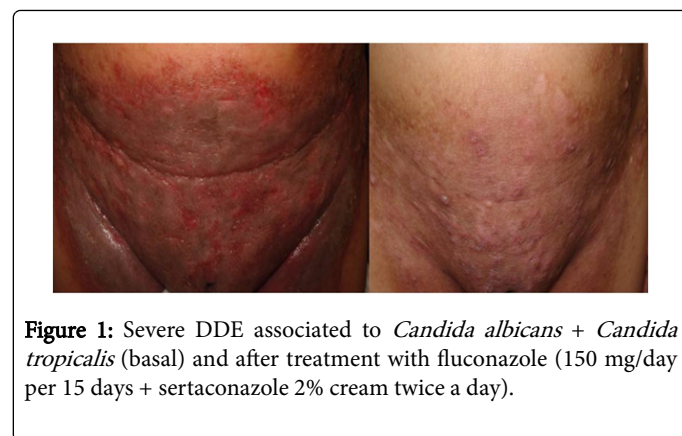 Figure 1: Severe DDE associated to Candida albicans + Candida
tropicalis (basal) and after treatment with fluconazole (150 mg/day
per 15 days + sertaconazole 2% cream twice a day).